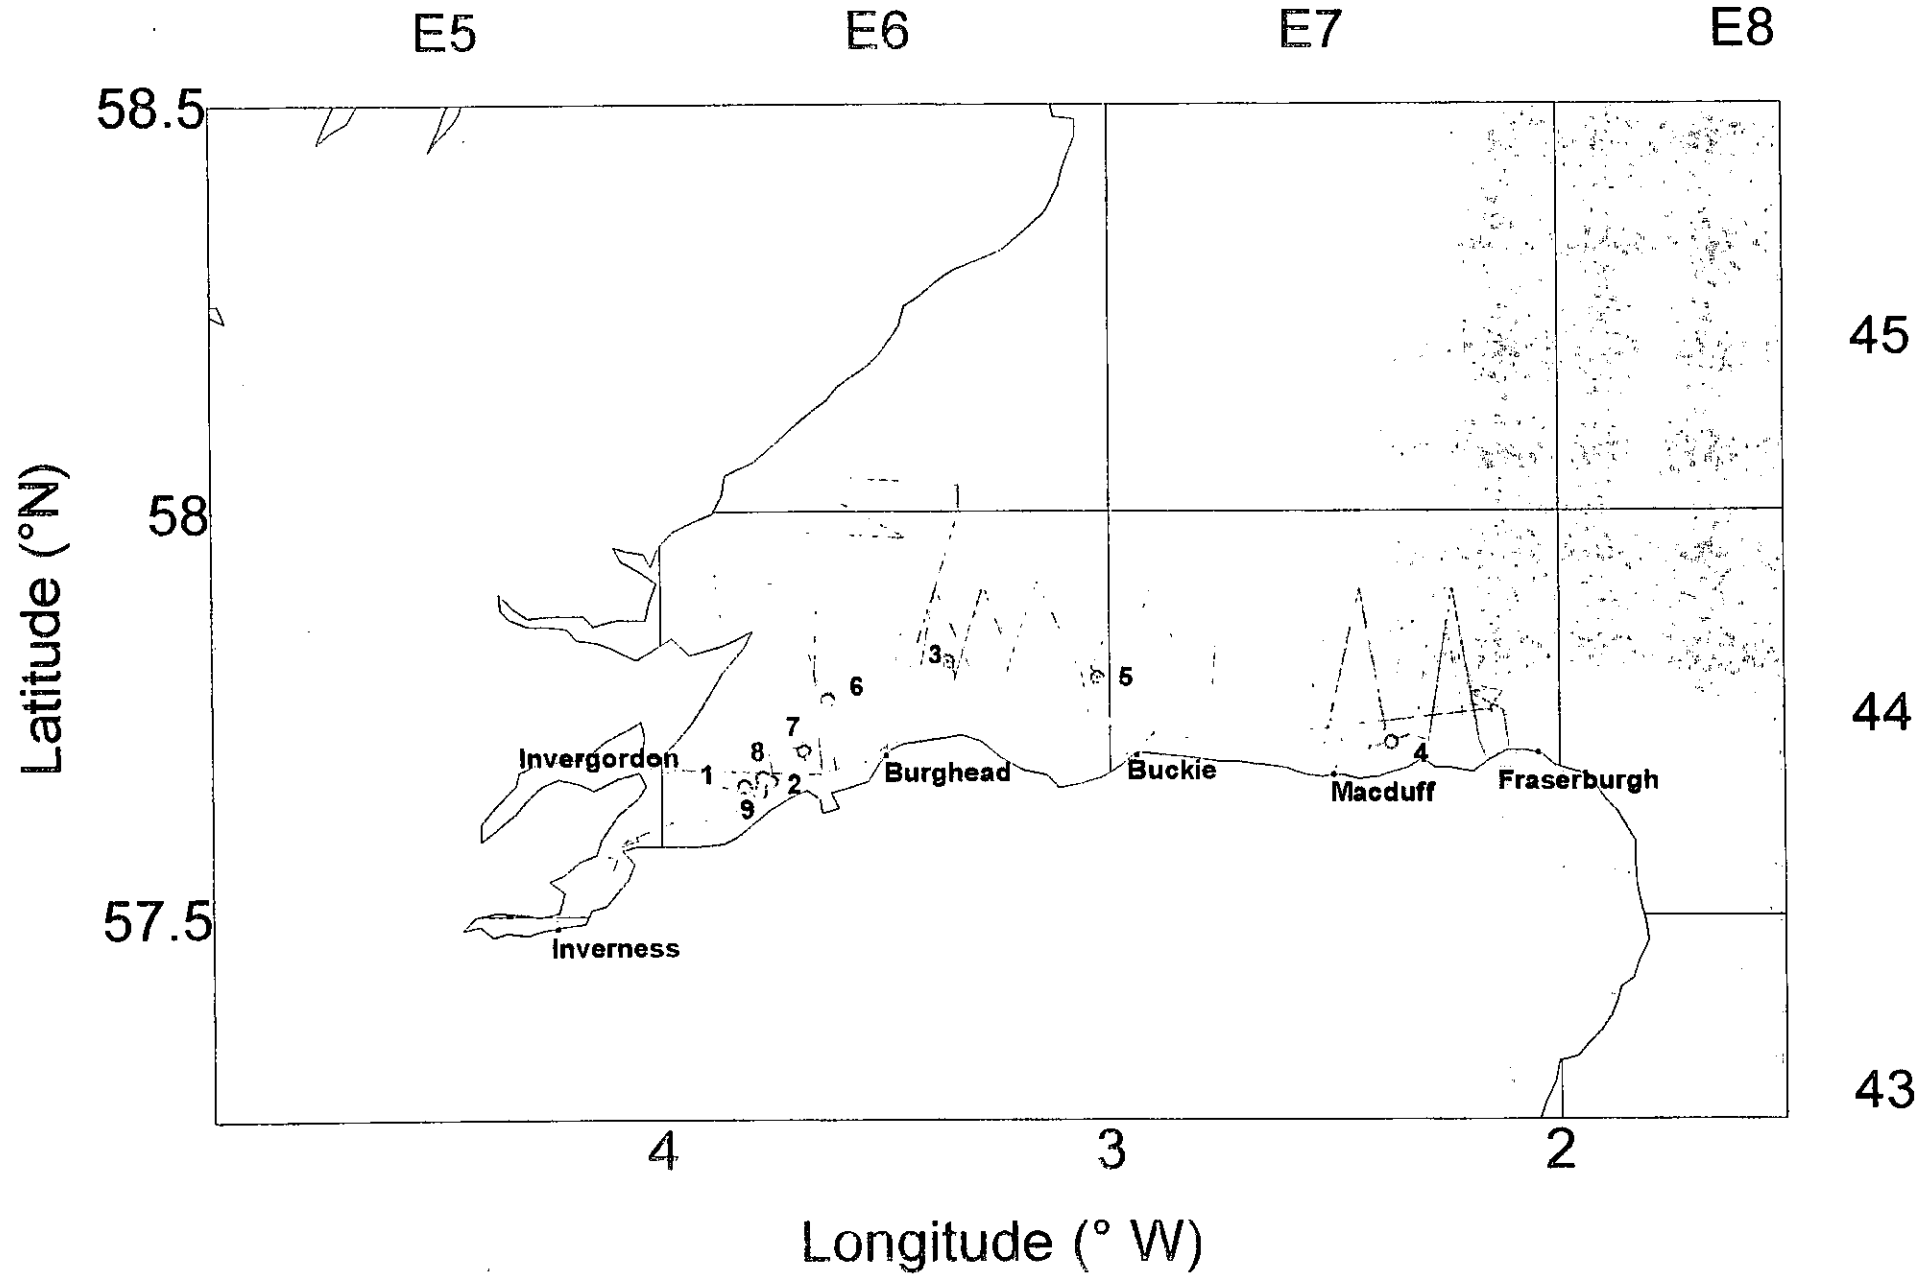 E5 E6 E7 E8
58.5
45
58
3
5
6
44
7
Invergordon
8
4
1
2
Burghead
Buckie
Macduff
Fraserburgh
9
57.5
Inverness
43
4 3 2
Latitude (°N)
Longitude (° W)